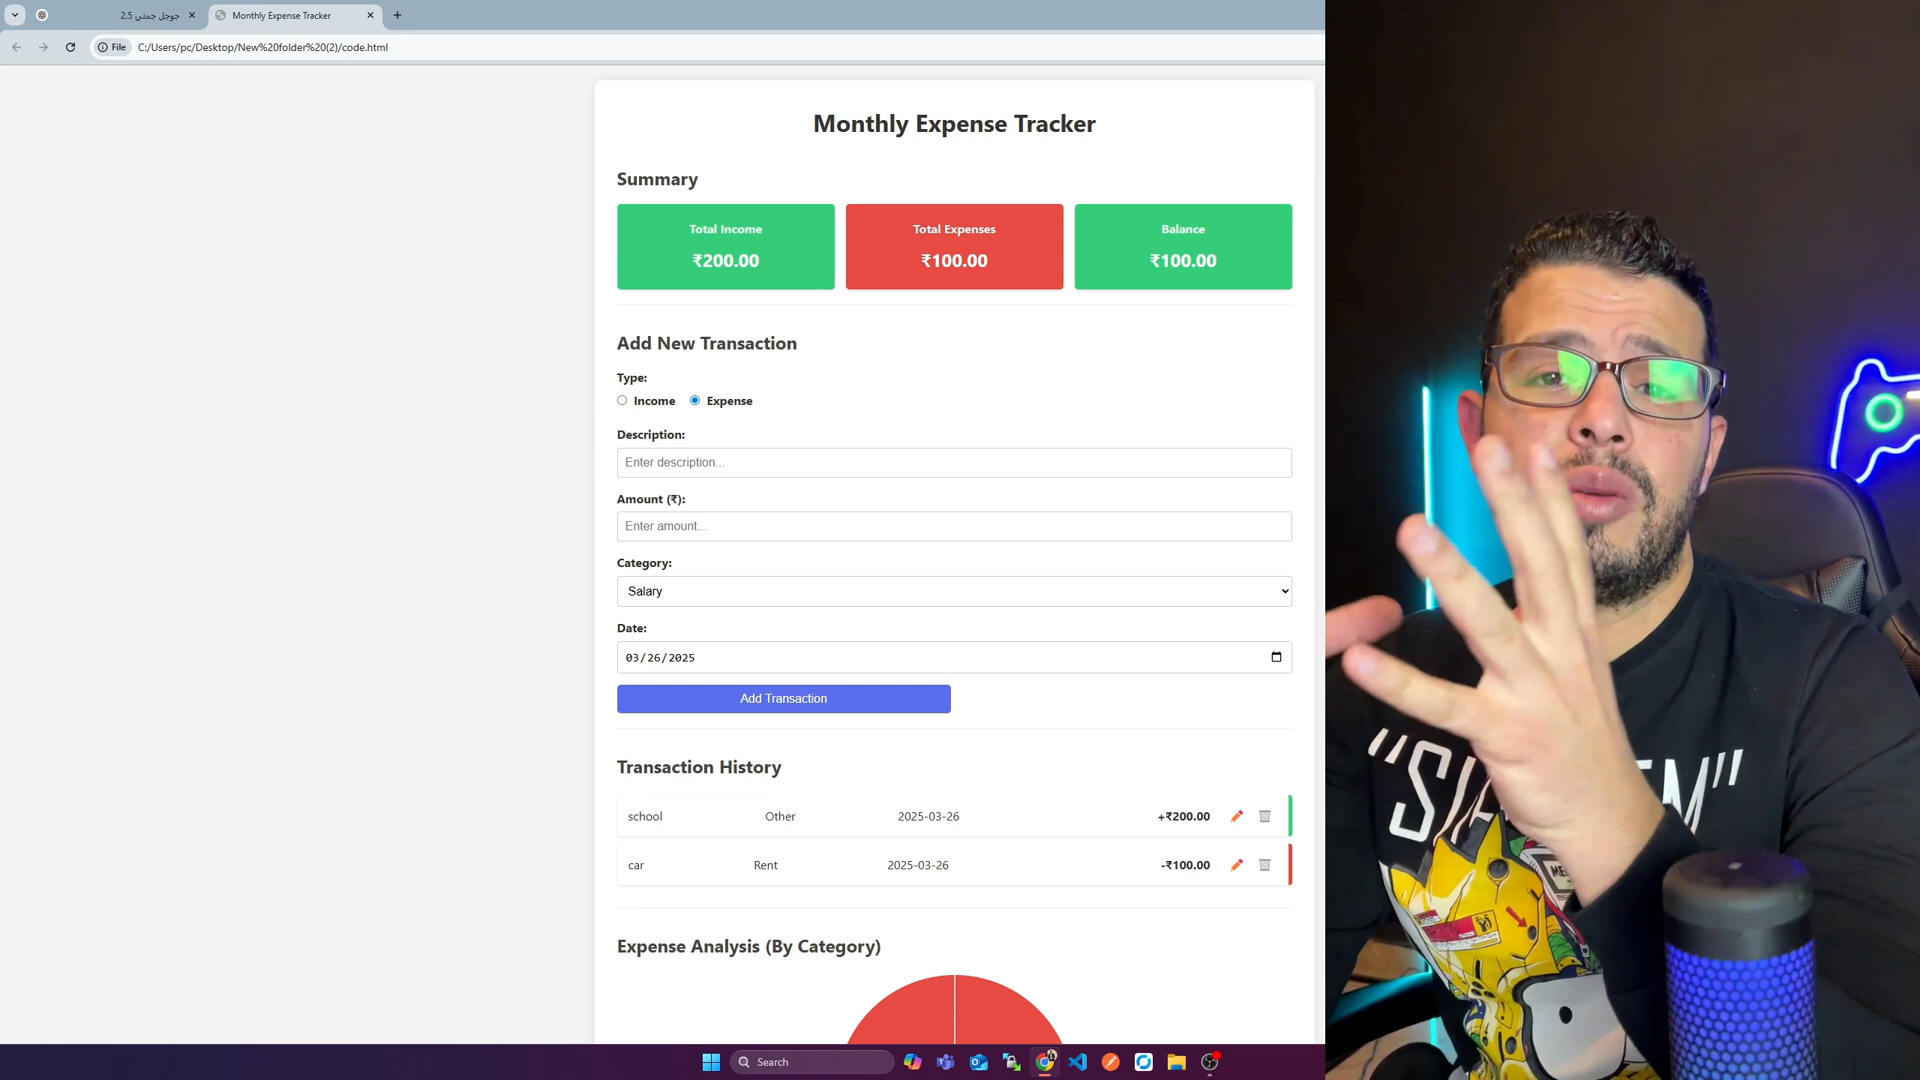 جوجل جمني 2.5
Monthly Expense Tracker
File
C:/Users/pc/Desktop/New%20folder%20(2)/code.html
Monthly Expense Tracker
Summary
Total Income
₹200.00
Total Expenses
₹100.00
Balance
₹100.00
Add New Transaction
Type:
Income
Expense
Description:
Enter description...
Amount (₹):
Enter amount...
Category:
Salary
Date:
03/26/2025
Add Transaction
Transaction History
school Other 2025-03-26 +₹200.00
car Rent 2025-03-26 -₹100.00
Expense Analysis (By Category)
Search